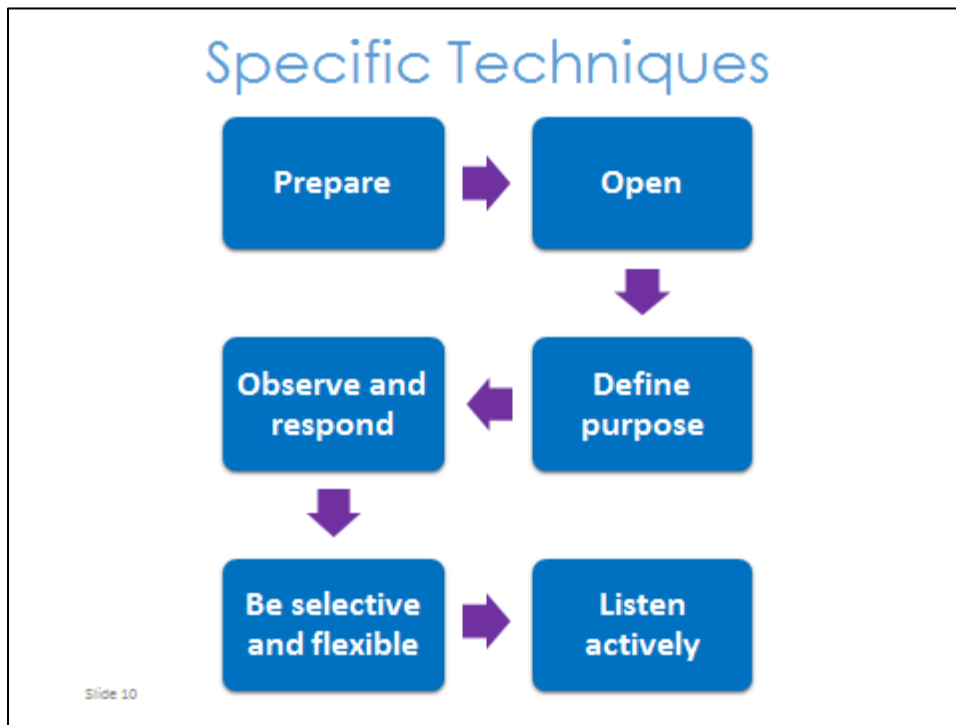 Specific Techniques
Prepare
Open
Define
purpose
Observe and
respond
Be selective
and flexible
Listen
actively
Slide 10